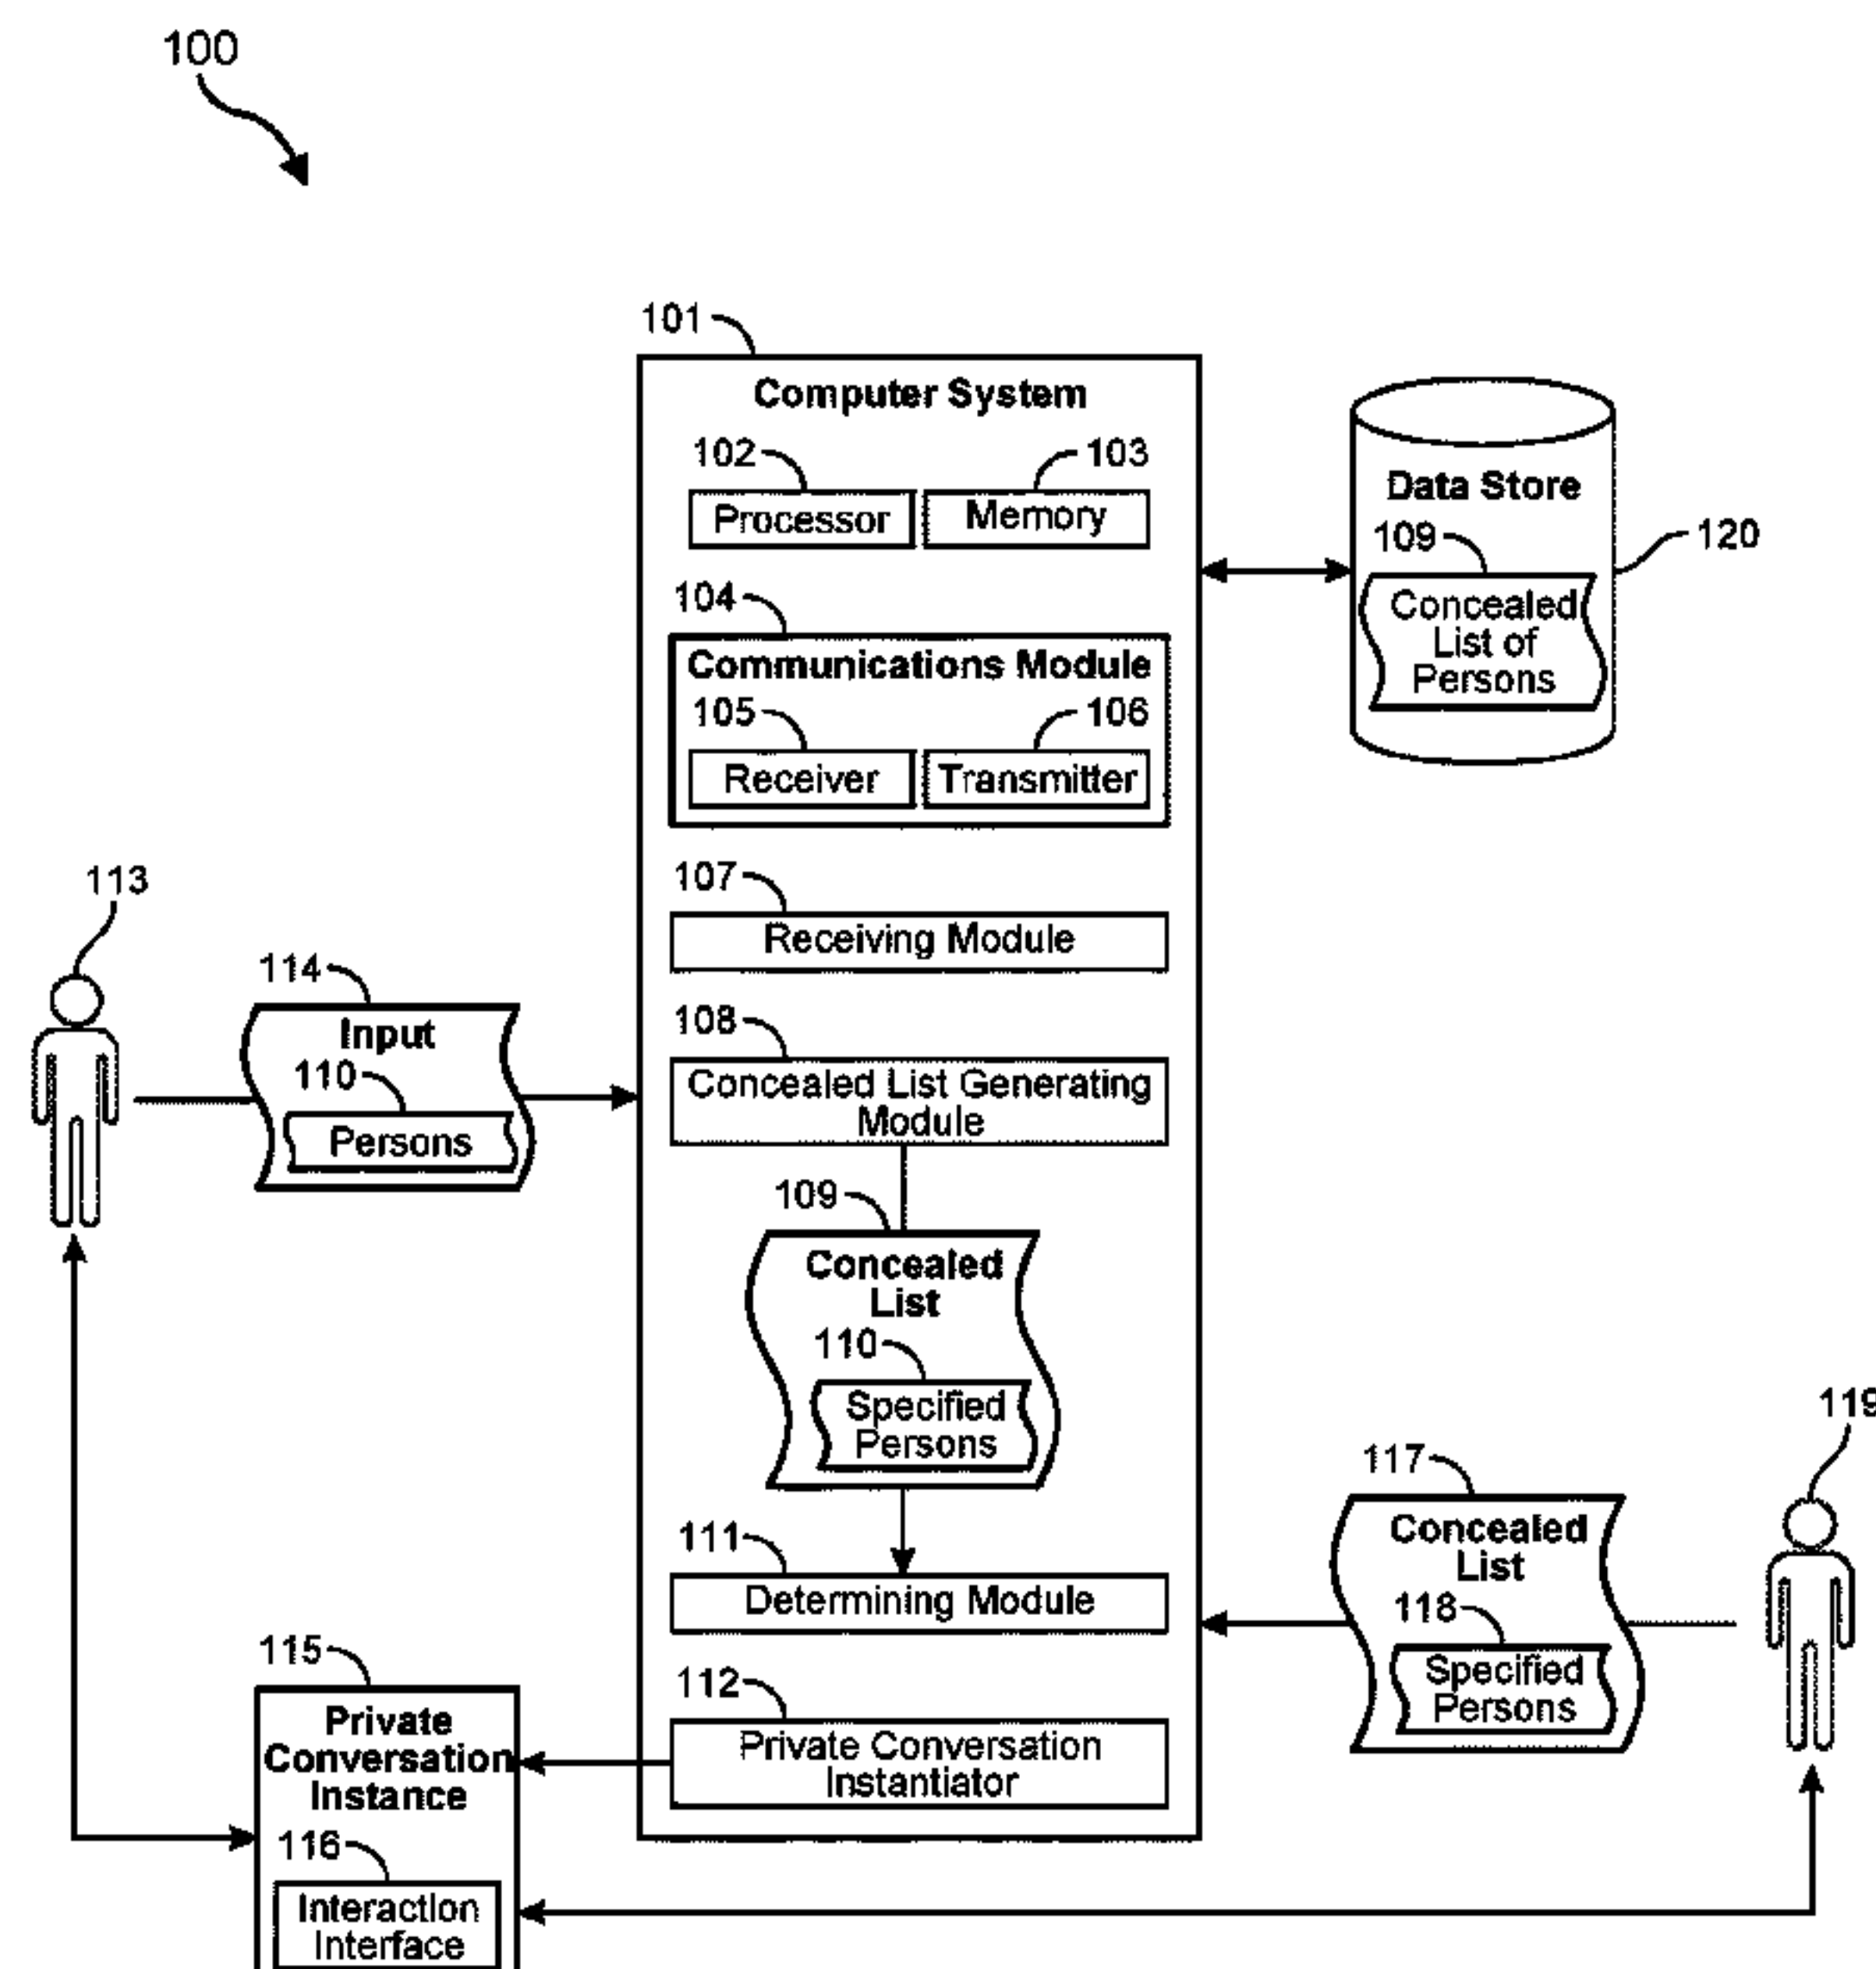 100
101
Computer System
102
103
Processor
Memory
Data Store
109
120
Concealed
List of
Persons
104
Communications Module
105
106
Receiver
Transmitter
113
107
Receiving Module
114
Input
110
Persons
108
Concealed List Generating
Module
109
Concealed
List
110
Specified
Persons
119
117
Concealed
List
118
Specified
Persons
111
Determining Module
115
Private
Conversation
Instance
112
Private Conversation
Instantiator
116
Interaction
Interface